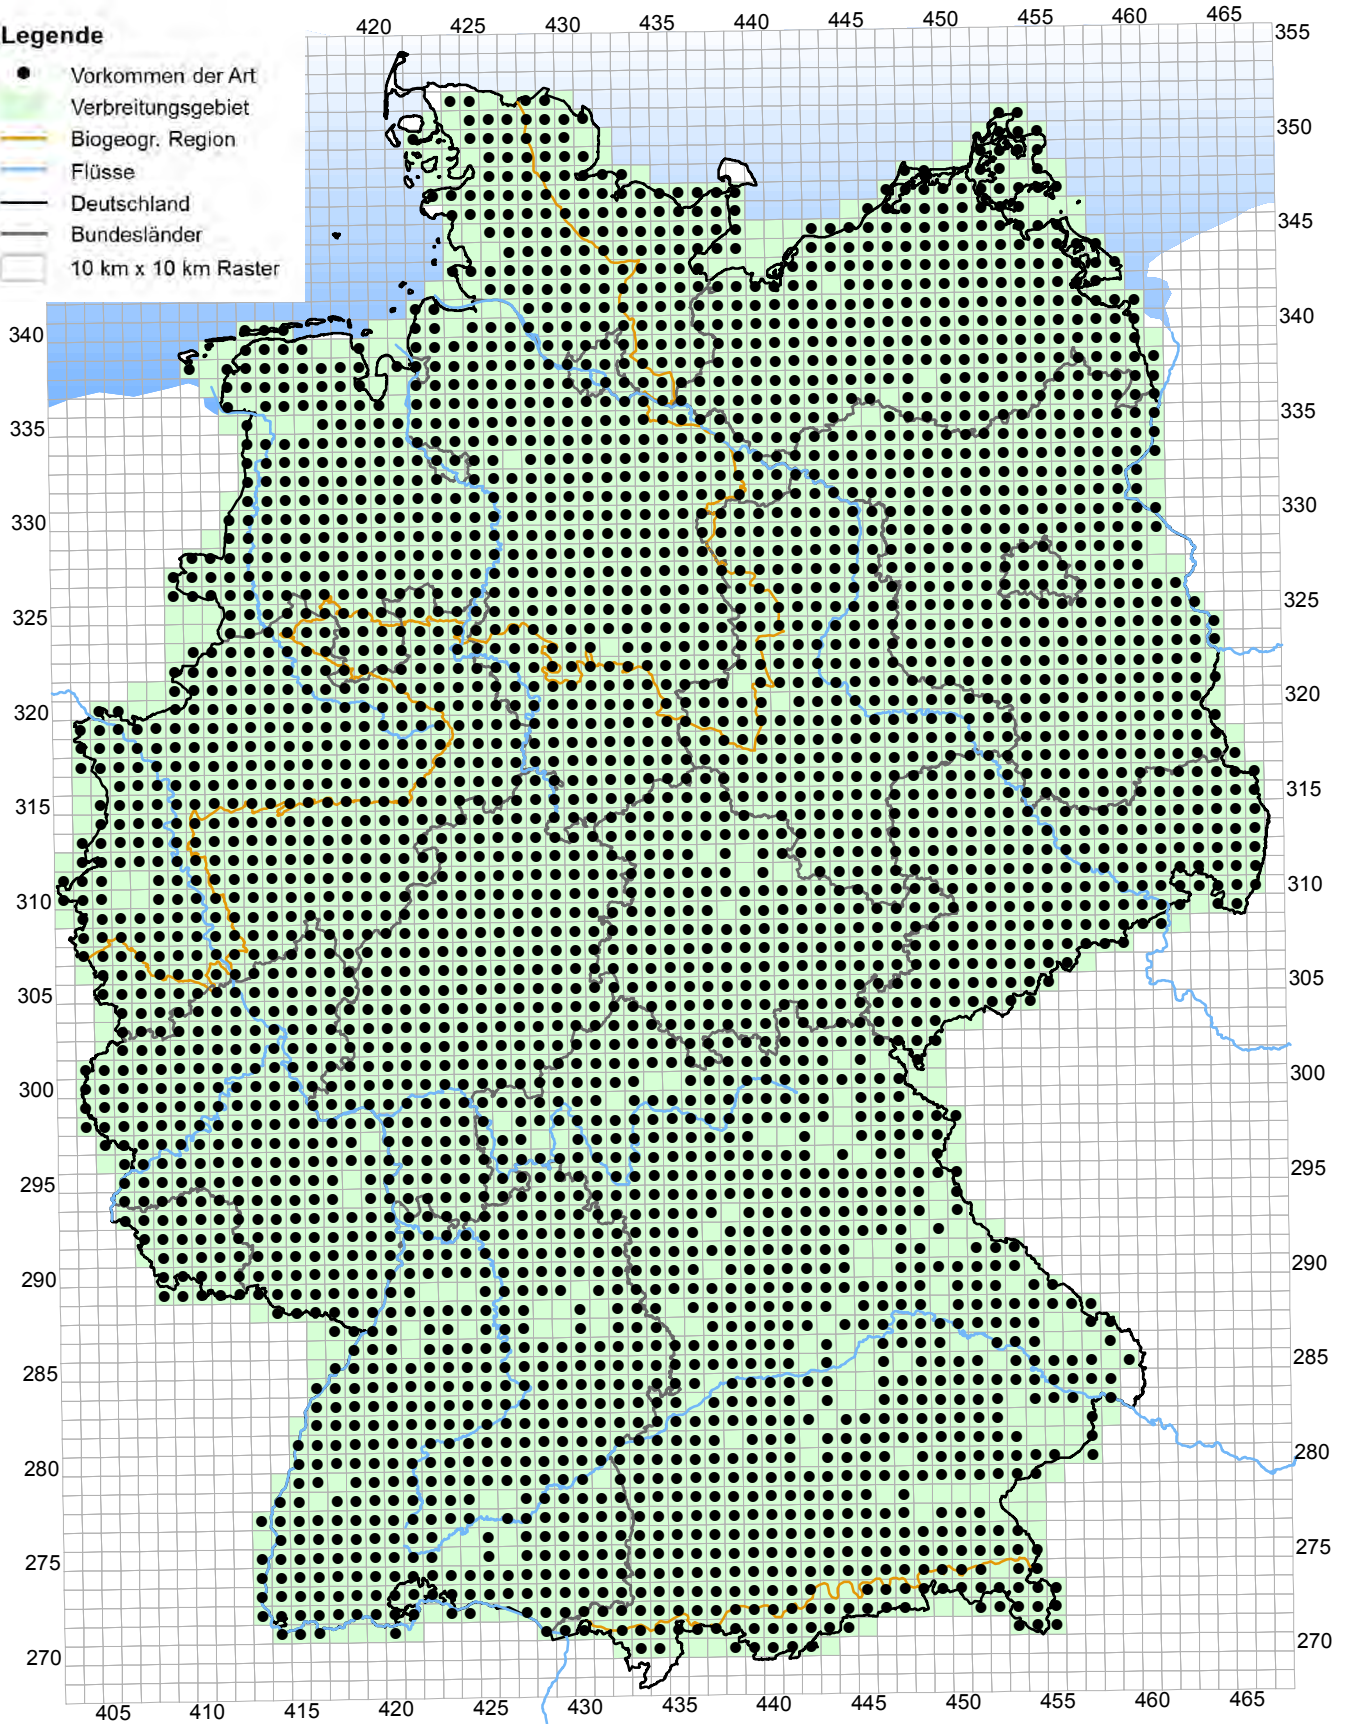 Legende
Vorkommen der Art
Verbreitungsgebiet
Biogeogr. Region
Flüsse
Deutschland
Bundesländer
10 km x 10 km Raster
420 425 430 435 440 445 450 455 460 465
355
350
345
340 340
335 335
330 330
325 325
320 320
315 315
310 310
305 305
300 300
295 295
290 290
285 285
280 280
275 275
270 270
405 410 415 420 425 430 435 440 445 450 455 460 465